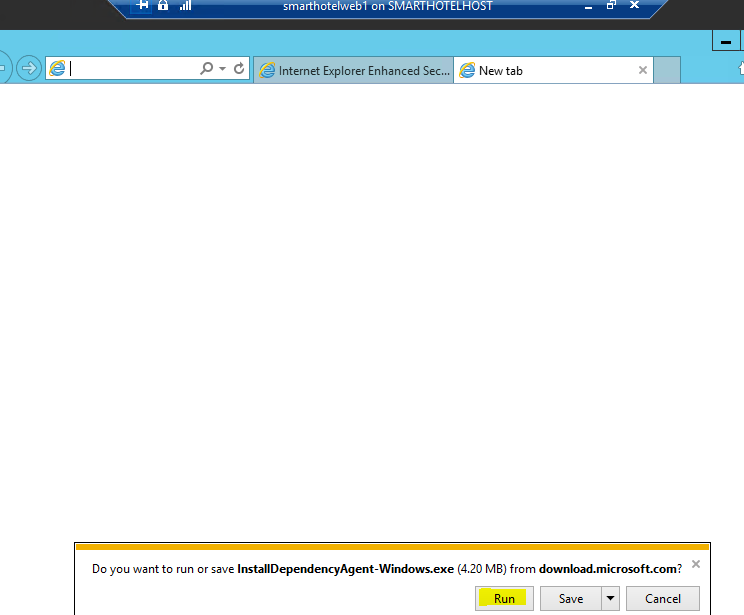 smarthotelweb1 on SMARTHOTELHOST
Internet Explorer Enhanced Sec...
New tab
Do you want to run or save InstallDependencyAgent-Windows.exe (4.20 MB) from download.microsoft.com?
Run
Save
Cancel